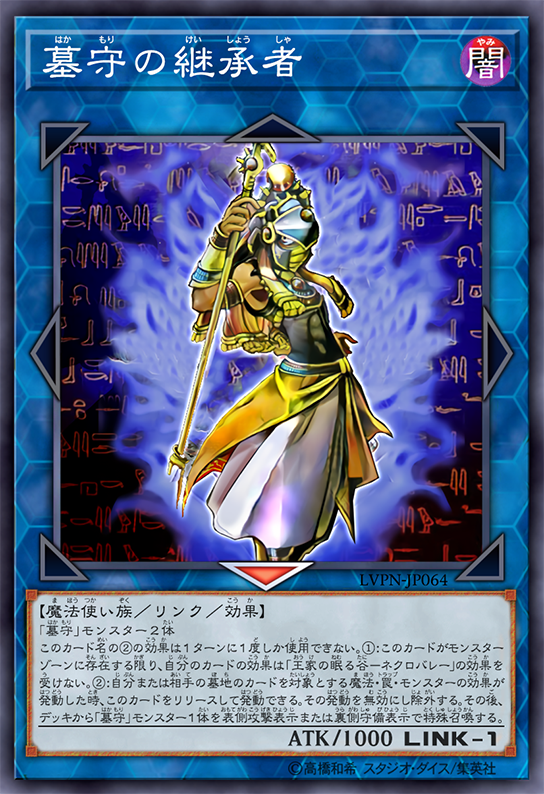 墓守の継承者
闇
LVPN-JP064
【魔法使い族／リンク／効果】
「墓守」モンスター２体
このカード名の②の効果は１ターンに１度しか使用できない。①：このカードがモンスター
ゾーンに存在する限り、自分のカードの効果は「王家の眠る谷－ネクロバレー」の効果を
受けない。②：自分または相手の墓地のカードを対象とする魔法・罠・モンスターの効果が
発動した時、このカードをリリースして発動できる。その発動を無効にし除外する。その後、
デッキから「墓守」モンスター１体を表側攻撃表示または裏側守備表示で特殊召喚する。
ATK/1000 LINK-1
©高橋和希 スタジオ・ダイス/集英社